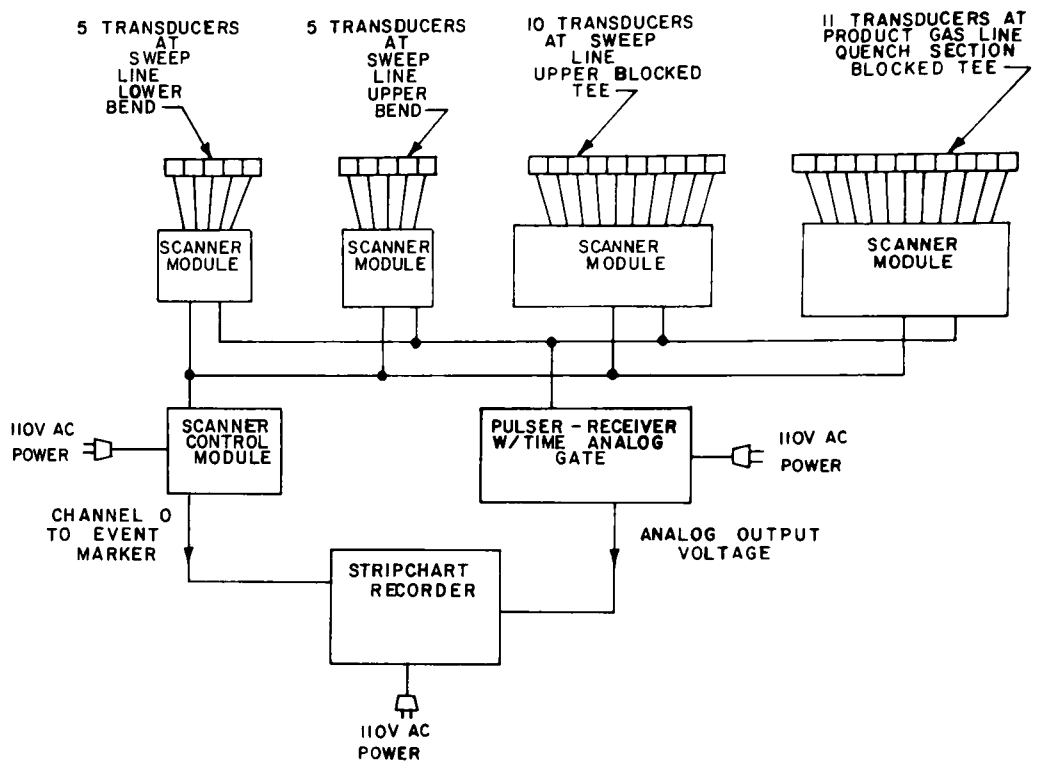 5 TRANSDUCERS
AT
SWEEP
LINE
LOWER
BEND
5 TRANSDUCERS
AT
SWEEP
LINE
UPPER
BEND
10 TRANSDUCERS
AT SWEEP
LINE
UPPER BLOCKED
TEE
11 TRANSDUCERS AT
PRODUCT GAS LINE
QUENCH SECTION
BLOCKED TEE
SCANNER
MODULE
SCANNER
MODULE
SCANNER
MODULE
SCANNER
MODULE
110V AC
POWER
SCANNER
CONTROL
MODULE
PULSER - RECEIVER
W/TIME ANALOG
GATE
110V AC
POWER
CHANNEL 0
TO EVENT
MARKER
ANALOG OUTPUT
VOLTAGE
STRIPCHART
RECORDER
110V AC
POWER